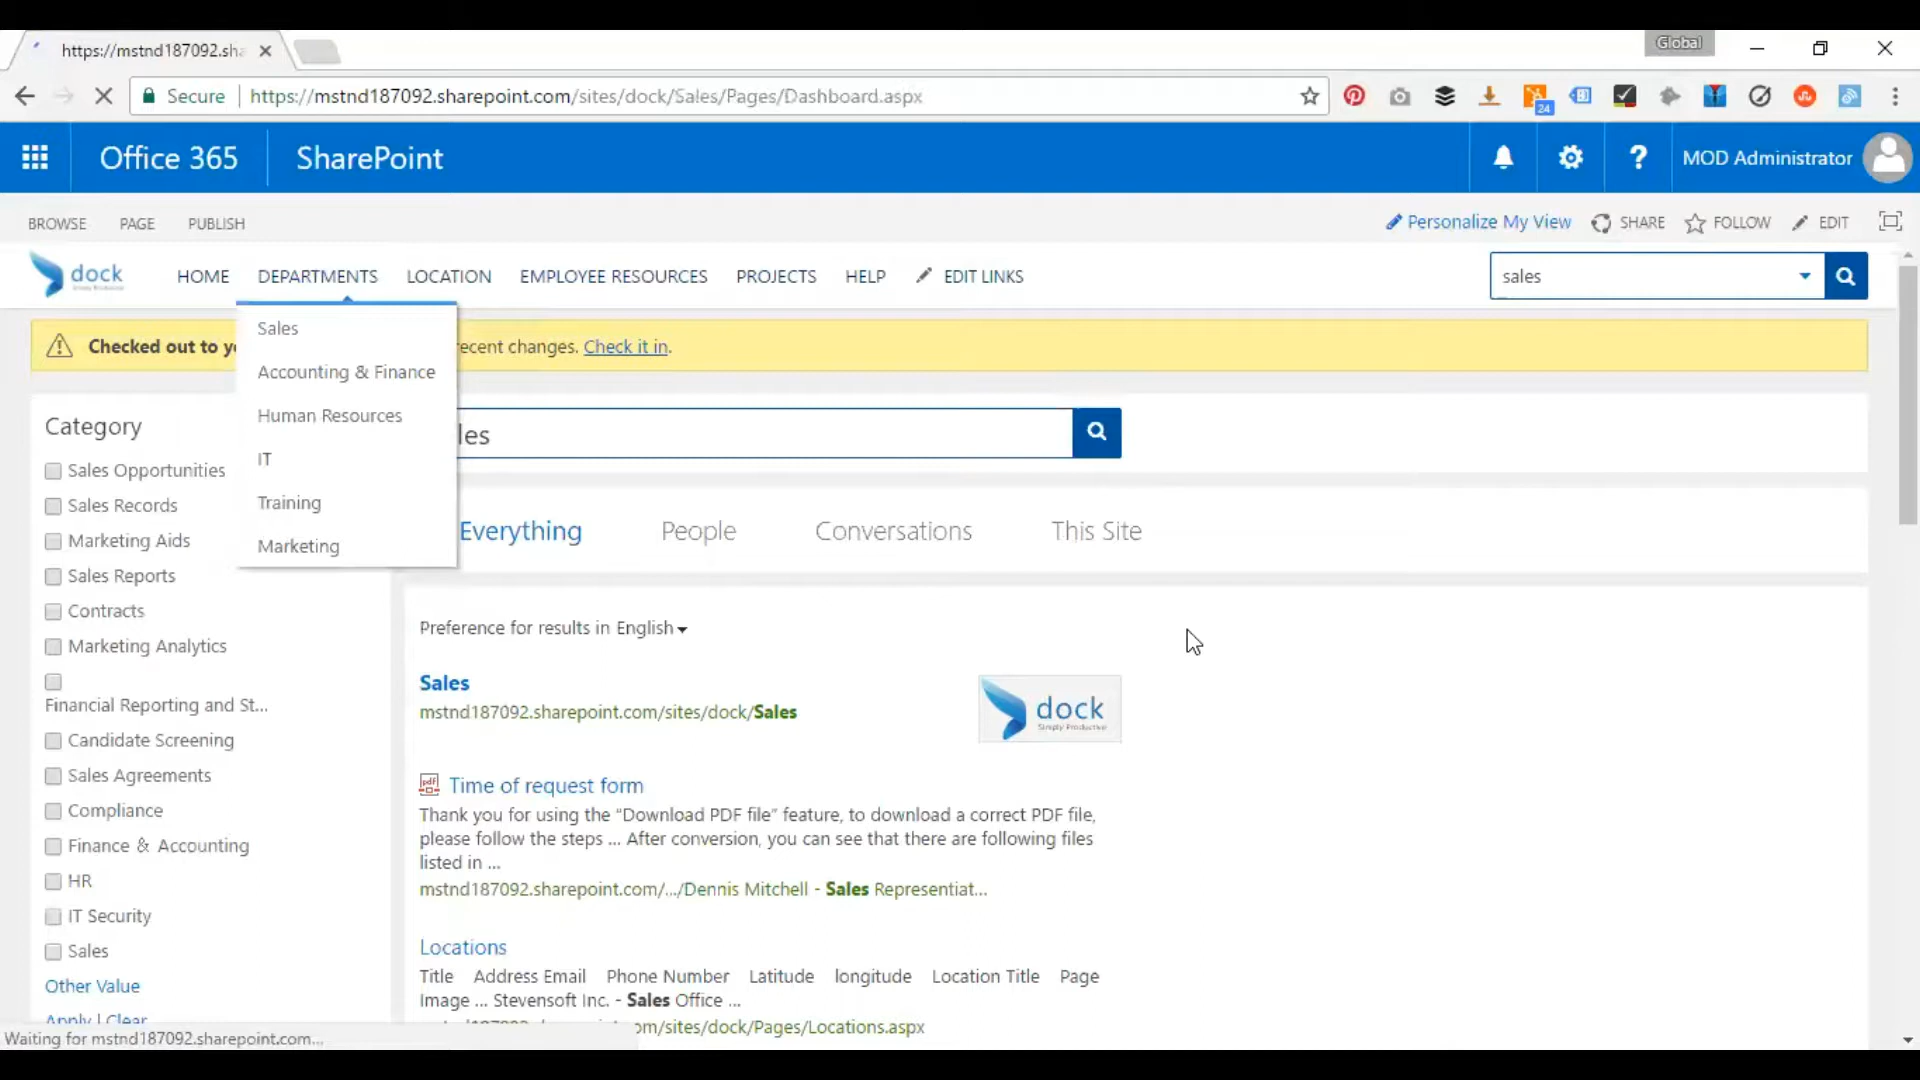 https://mstnd187092.sha
Global
Secure https://mstnd187092.sharepoint.com/sites/dock/Sales/Pages/Dashboard.aspx
24
Office 365 SharePoint MOD Administrator
BROWSE PAGE PUBLISH Personalize My View SHARE FOLLOW EDIT
dock
Simply Productive
HOME DEPARTMENTS LOCATION EMPLOYEE RESOURCES PROJECTS HELP EDIT LINKS
sales
Sales
Accounting & Finance
Human Resources
IT
Training
Marketing
Checked out to y ecent changes. Check it in.
les
Category
Sales Opportunities
Sales Records
Marketing Aids
Sales Reports
Contracts
Marketing Analytics
Financial Reporting and St...
Candidate Screening
Sales Agreements
Compliance
Finance & Accounting
HR
IT Security
Sales
Other Value
Apply | Clear
Everything People Conversations This Site
Preference for results in English
Sales
mstnd187092.sharepoint.com/sites/dock/Sales
dock
Simply Productive
Time of request form
Thank you for using the “Download PDF file” feature, to download a correct PDF file,
please follow the steps ... After conversion, you can see that there are following files
listed in ...
mstnd187092.sharepoint.com/.../Dennis Mitchell - Sales Representiat...
Locations
Title Address Email Phone Number Latitude longitude Location Title Page
Image ... Stevensoft Inc. - Sales Office ...
om/sites/dock/Pages/Locations.aspx
Waiting for mstnd187092.sharepoint.com...